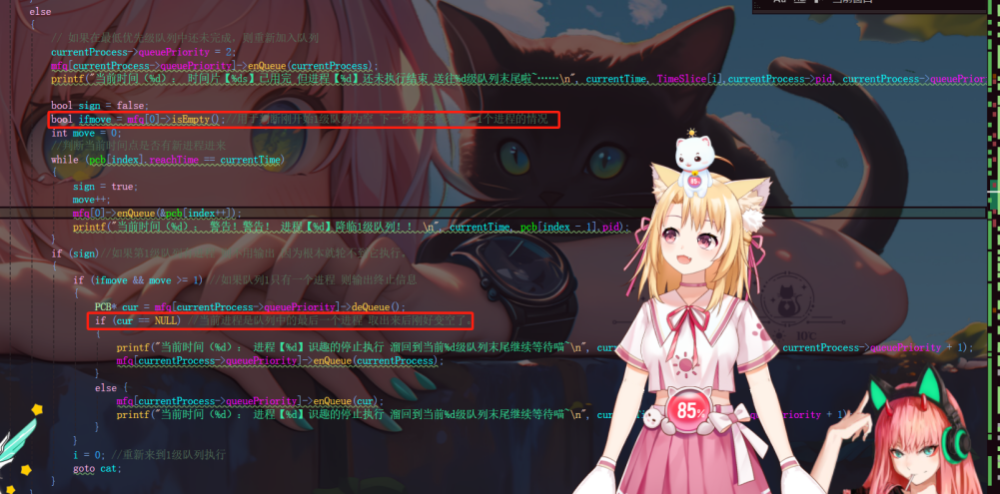 else
{
// 如果在最低优先级队列中还未完成，则重新加入队列
currentProcess->queuePriority = 2;
mfq[currentProcess->queuePriority]->enQueue(currentProcess);
printf("当前时间（%d）： 时间片【%ds】已用完 但进程【%d】还未执行结束 送往%d级队列末尾啦~……\n", currentTime, TimeSlice[i],currentProcess->pid, currentProcess->queuePrior
bool sign = false;
bool ifmove = mfq[0]->isEmpty();//用于判断刚开始1级队列为空 下一秒 1个进程的情况
int move = 0;
//判断当前时间点是否有新进程进来
while (pcb[index].reachTime == currentTime)
{
sign = true;
move++;
mfq[0]->enQueue(&pcb[index++]);
printf("当前时间（%d）： 警告！警告！ 进程【%d】降临1级队列！！ \n", currentTime, pcb[index - 1].pid);
}
if (sign)//如果第1级队 输出 因为根本就轮不到它执行
{
if (ifmove && move >= 1) //如果队列1只有一个进程 则输出终止信息
{
PCB* cur = mfq[currentProcess->queuePriority]->deQueue();
if (cur == NULL) //当前进程是队列中的最后一个进程 取出来后刚好变空了
{
printf("当前时间（%d）： 进程【%d】识趣的停止执行 溜回到当前%d级队列末尾继续等待喵~\n", curr currentProcess->queuePriority + 1);
mfq[currentProcess->queuePriority]->enQueue(currentProcess);
}
else {
mfq[currentProcess->queuePriority]->enQueue(cur);
printf("当前时间（%d）： 进程【%d】识趣的停止执行 溜回到当前%d级队列末尾继续等待喵~\n", cur riority + 1)
}
}
i = 0; //重新来到1级队列执行
goto cat;
}
85%
85%